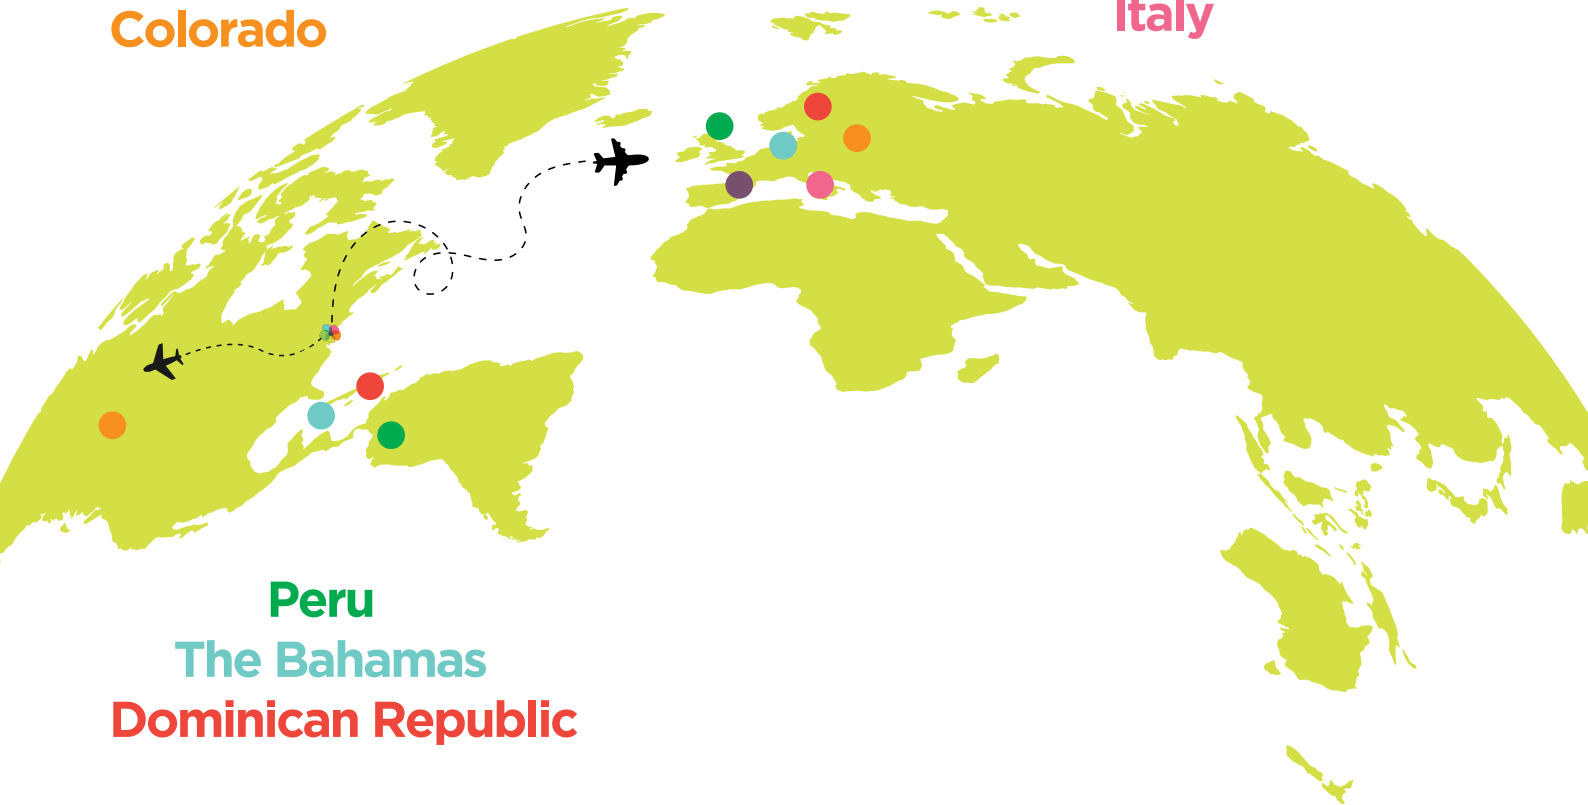 Colorado
Italy
Peru
The Bahamas
Dominican Republic